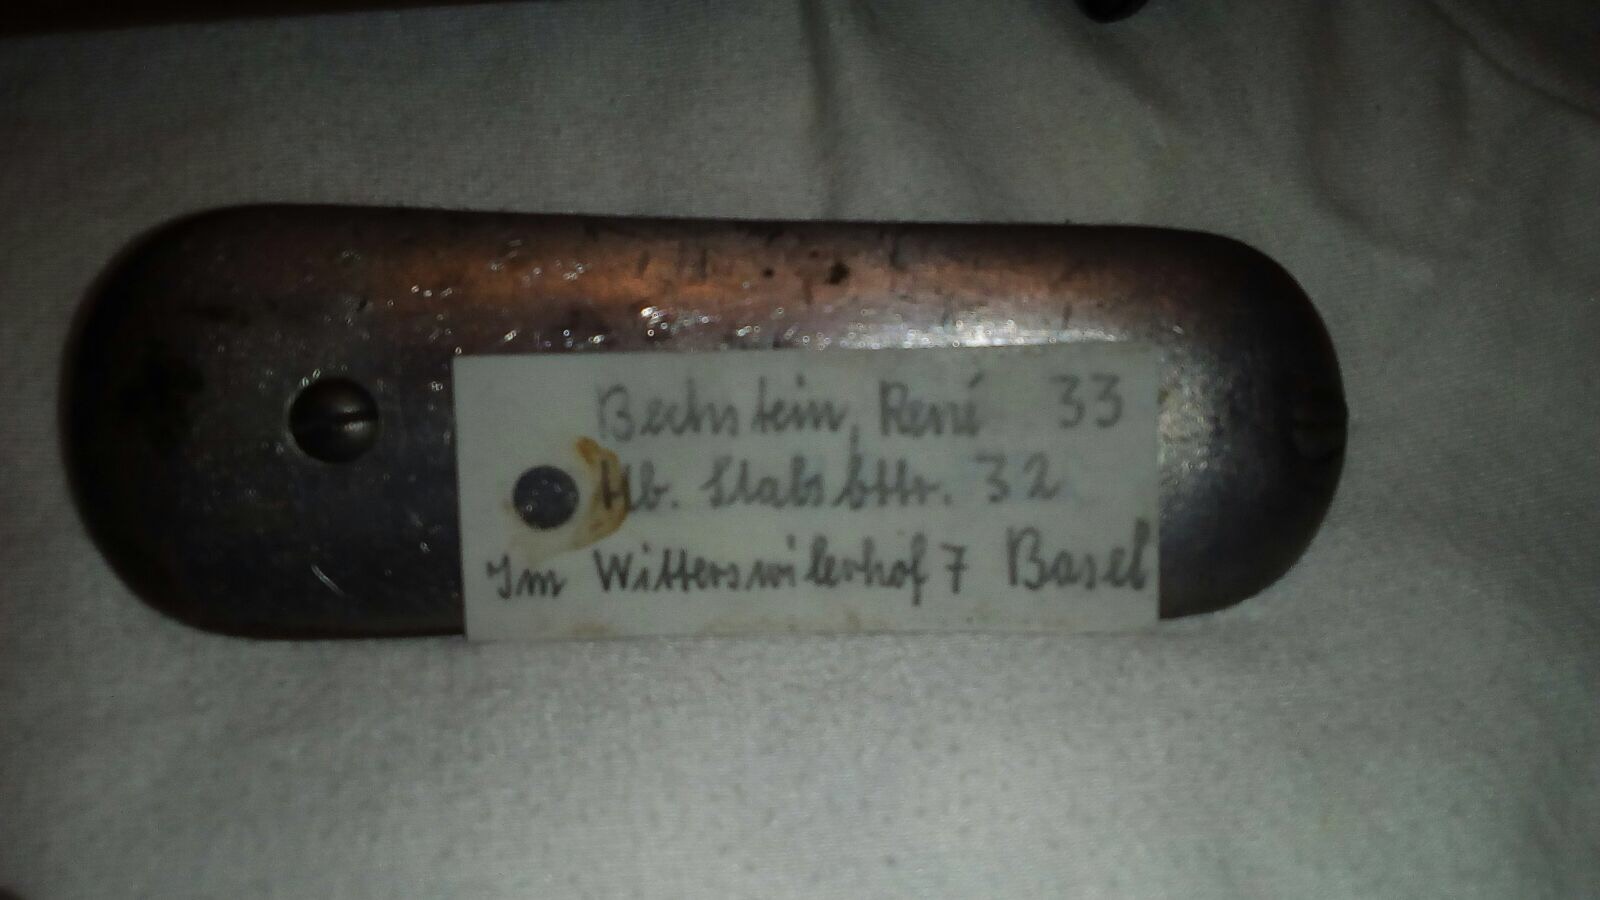 Bechstein, René 33
Hb. Stabsbttr. 32
Im Witterswilerhof 7 Basel